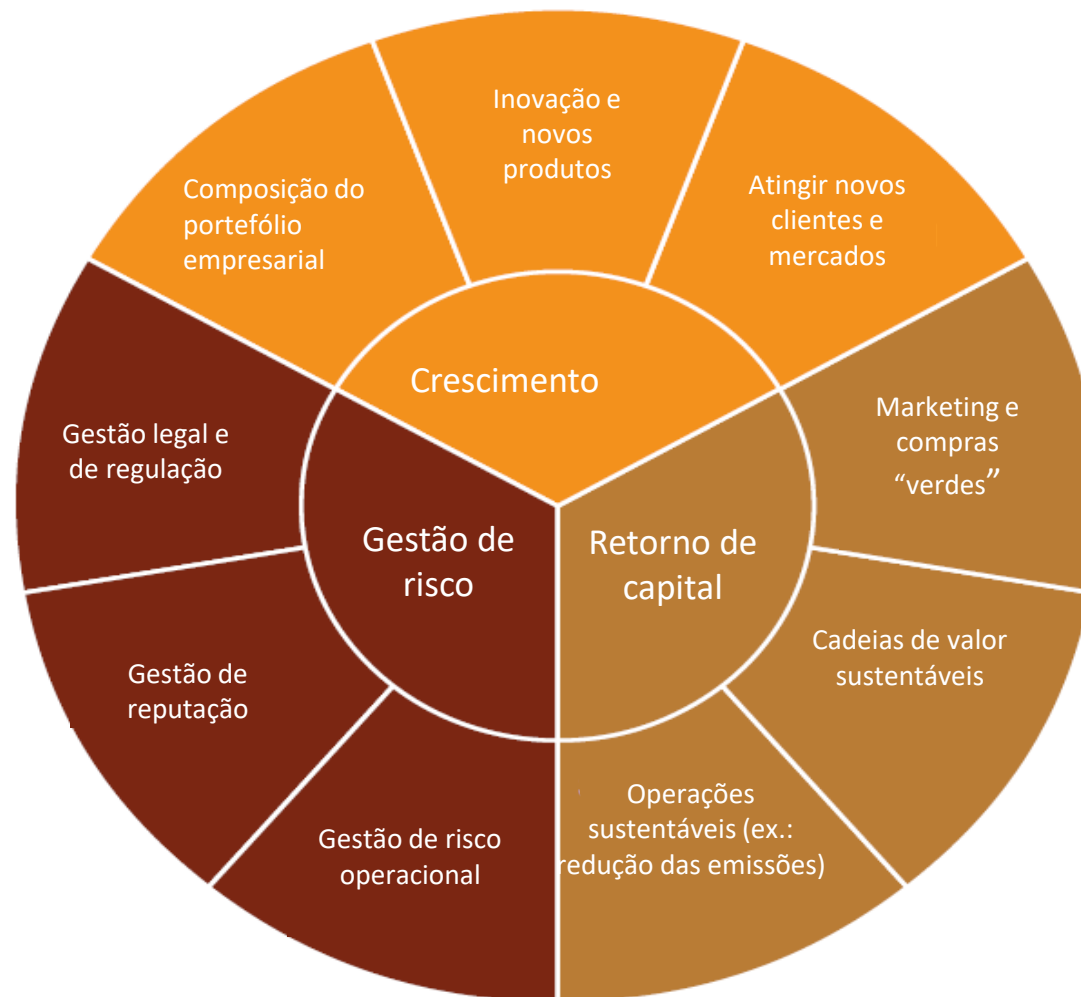 Inovação e
novos
produtos
Composição do
portefólio
empresarial
Atingir novos
clientes e
mercados
Crescimento
Gestão legal e
de regulação
Marketing e
compras
“verdes”
Gestão de
risco
Retorno de
capital
Gestão de
reputação
Cadeias de valor
sustentáveis
Gestão de risco
operacional
Operações
sustentáveis (ex.:
redução das emissões)